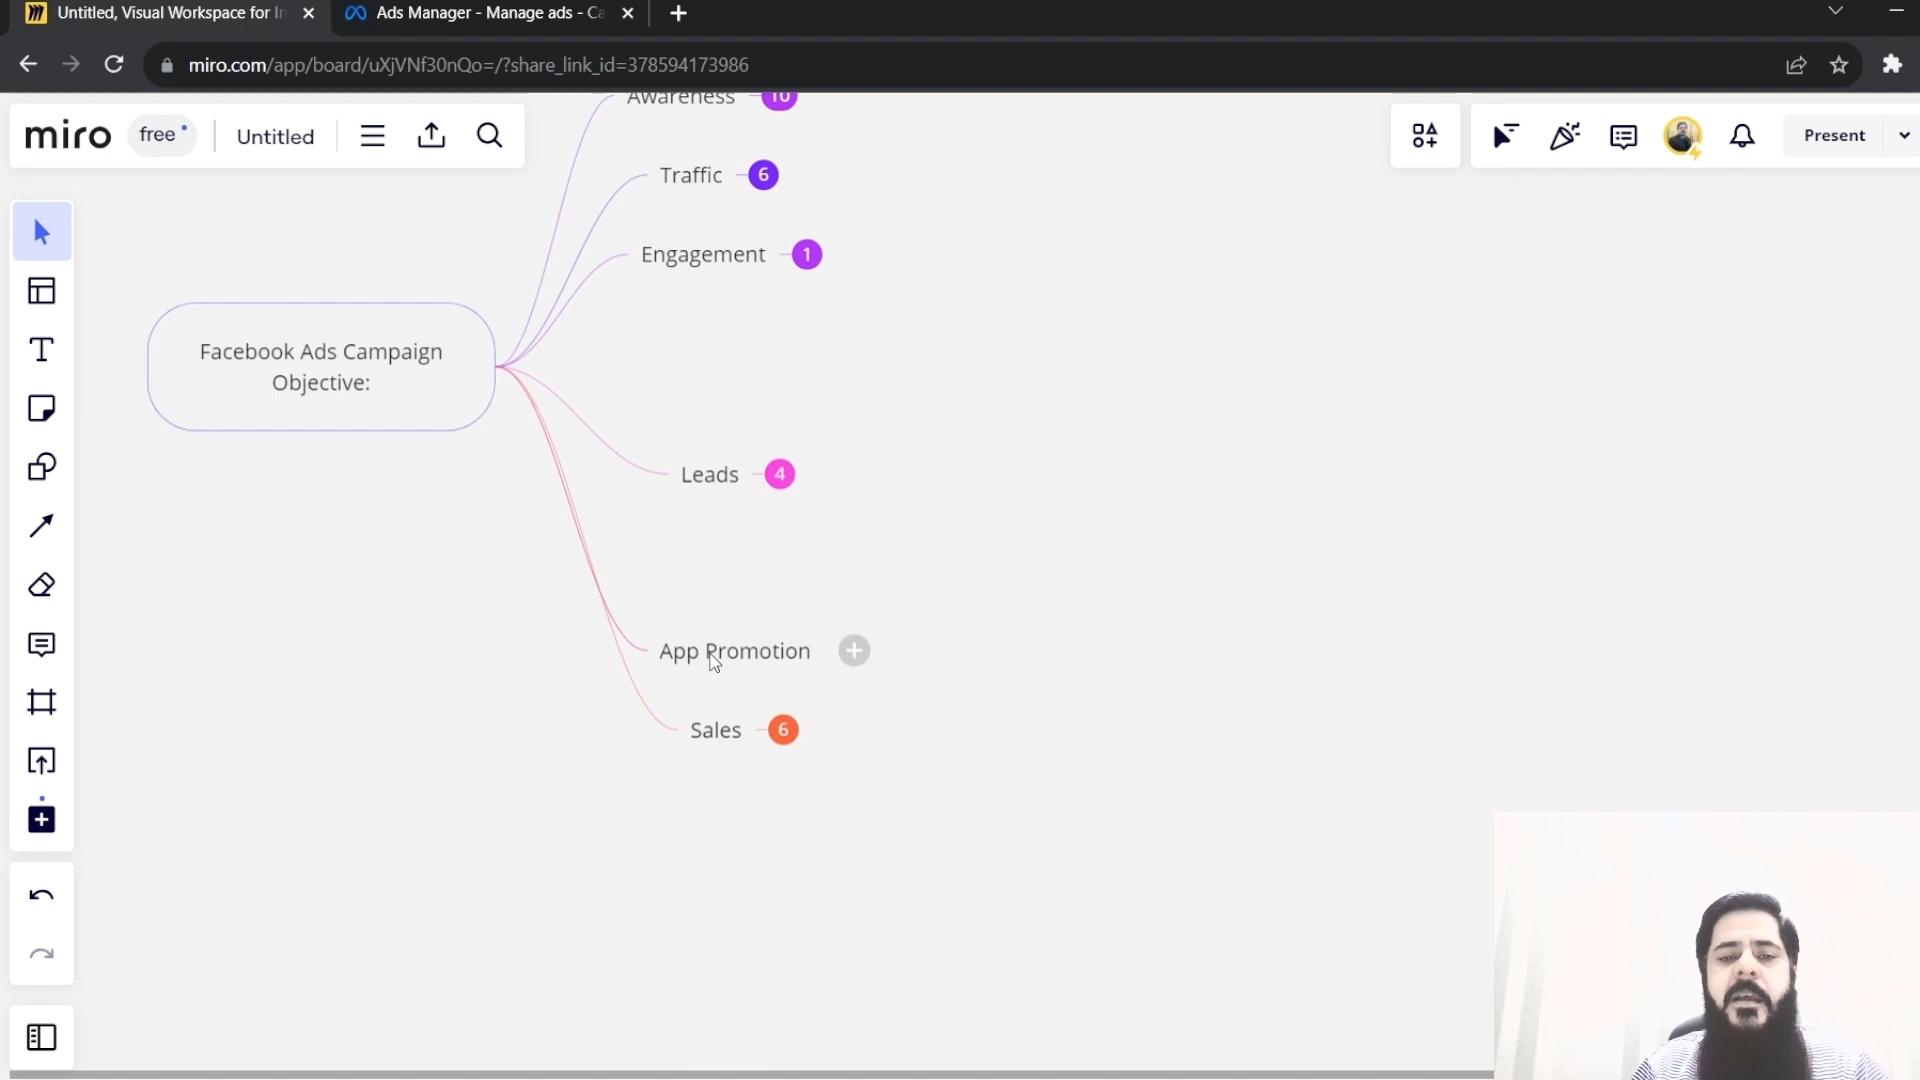 Untitled, Visual Workspace for In
Ads Manager - Manage ads - Ca
miro.com/app/board/uXjVNf30nQo=/?share_link_id=378594173986
miro
free
Untitled
Present
Awareness
10
Traffic
6
Engagement
1
Facebook Ads Campaign
Objective:
Leads
4
App Promotion
Sales
6